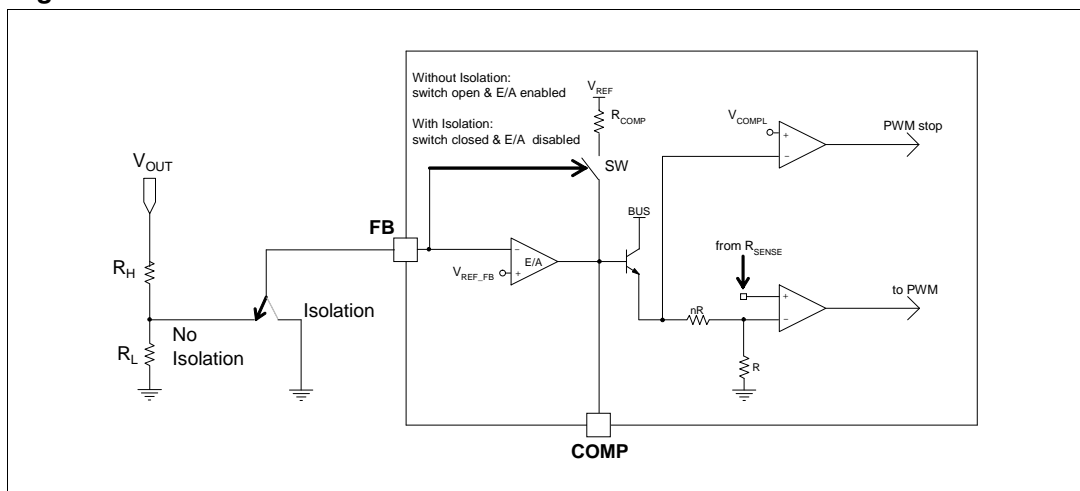 Without Isolation:
switch open & E/A enabled
With Isolation:
switch closed & E/A disabled
VREF
RCOMP
SW
VCOMPL
+
-
PWM stop
VOUT
FB
BUS
-
E/A
+
VREF_FB
from RSENSE
+
-
to PWM
RH
Isolation
nR
No
Isolation
RL
R
COMP